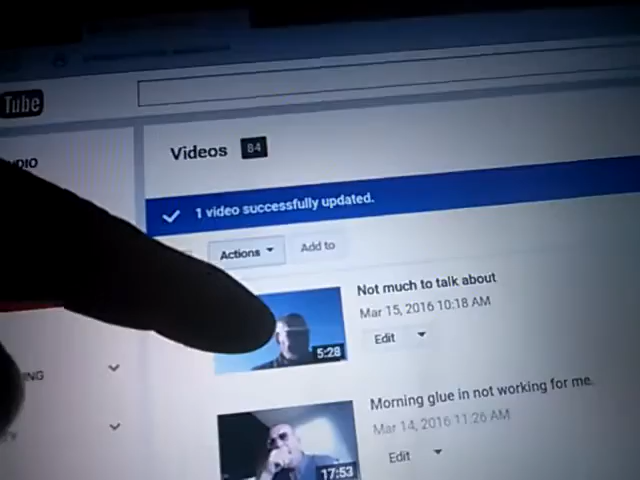 Tube
Videos 84
1 video successfully updated.
Actions Add to
Not much to talk about
Mar 15, 2016 10:18 AM
Edit
5:28
Morning glue in not working for me.
Mar 14, 2016 11:26 AM
Edit
17:53